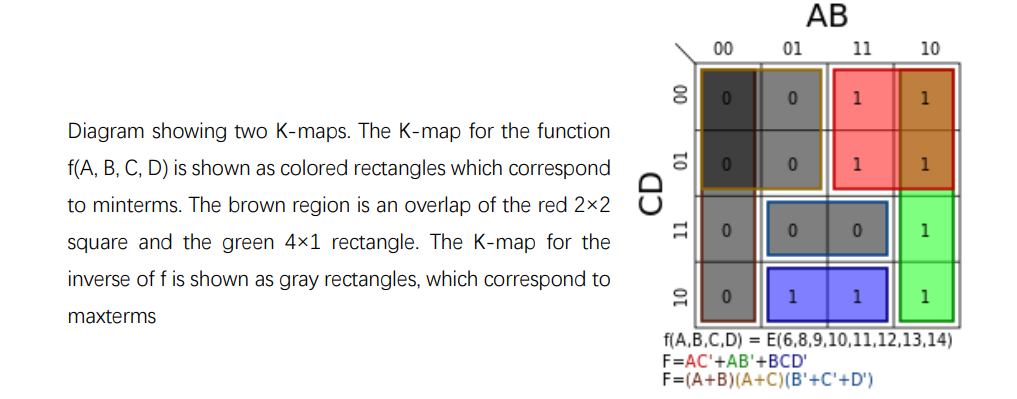 Diagram showing two K-maps. The K-map for the function
f(A, B, C, D) is shown as colored rectangles which correspond
to minterms. The brown region is an overlap of the red 2×2
square and the green 4×1 rectangle. The K-map for the
inverse of f is shown as gray rectangles, which correspond to
maxterms
AB
00 01 11 10
CD
00 0 0 1 1
01 0 0 1 1
11 0 0 0 1
10 0 1 1 1
f(A,B,C,D) = E(6,8,9,10,11,12,13,14)
F=AC'+AB'+BCD'
F=(A+B)(A+C)(B'+C'+D')